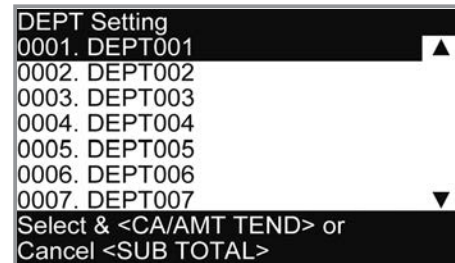 DEPT Setting
0001. DEPT001
0002. DEPT002
0003. DEPT003
0004. DEPT004
0005. DEPT005
0006. DEPT006
0007. DEPT007
Select & <CA/AMT TEND> or
Cancel <SUB TOTAL>